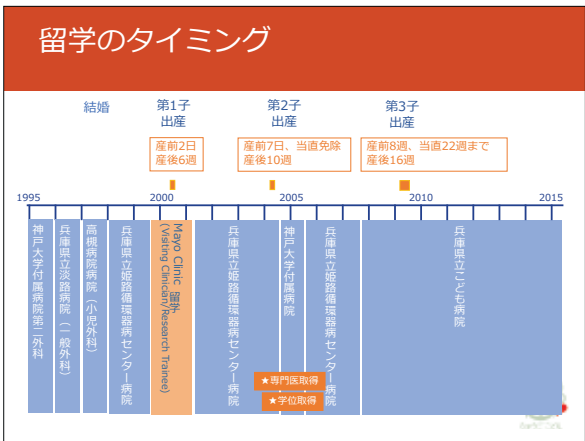 留学のタイミング
結婚
第1子
出産
第2子
出産
第3子
出産
産前2日
産後6週
産前7日、当直免除
産後10週
産前8週、当直22週まで
産後16週
1995
2000
2005
2010
2015
神戸大学付属病院第二外科
兵庫県立淡路病院（一般外科）
高槻病院病院（小児外科）
兵庫県立姫路循環器病センター病院
Mayo Clinic 留学
(Visiting Clinician/Research Trainee)
兵庫県立姫路循環器病センター病院
神戸大学付属病院
兵庫県立姫路循環器病センター病院
兵庫県立こども病院
★専門医取得
★学位取得